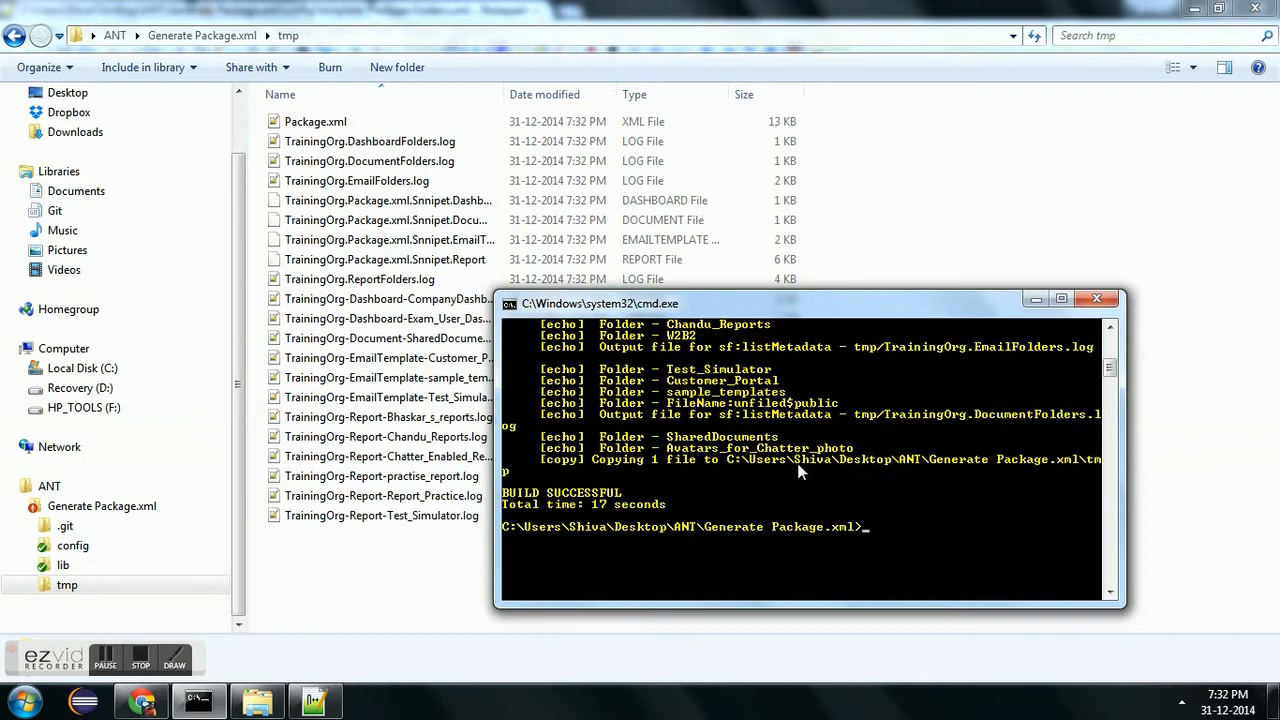 ANT
Generate Package.xml
tmp
Search tmp
Organize
Include in library
Share with
Burn
New folder
Desktop
Dropbox
Downloads
Libraries
Documents
Git
Music
Pictures
Videos
Homegroup
Computer
Local Disk (C:)
Recovery (D:)
HP_TOOLS (F:)
Network
ANT
Generate Package.xml
.git
config
lib
tmp
Name Date modified Type Size
Package.xml 31-12-2014 7:32 PM XML File 13 KB
TrainingOrg.DashboardFolders.log 31-12-2014 7:32 PM LOG File 1 KB
TrainingOrg.DocumentFolders.log 31-12-2014 7:32 PM LOG File 1 KB
TrainingOrg.EmailFolders.log 31-12-2014 7:32 PM LOG File 2 KB
TrainingOrg.Package.xml.Snnipet.Dashb... 31-12-2014 7:32 PM DASHBOARD File 1 KB
TrainingOrg.Package.xml.Snnipet.Docu... 31-12-2014 7:32 PM DOCUMENT File 1 KB
TrainingOrg.Package.xml.Snnipet.EmailT... 31-12-2014 7:32 PM EMAILTEMPLATE ... 2 KB
TrainingOrg.Package.xml.Snnipet.Report 31-12-2014 7:32 PM REPORT File 6 KB
TrainingOrg.ReportFolders.log 31-12-2014 7:32 PM LOG File 4 KB
TrainingOrg-Dashboard-CompanyDashb
TrainingOrg-Dashboard-Exam_User_Das
TrainingOrg-Document-SharedDocume
TrainingOrg-EmailTemplate-Customer_P
TrainingOrg-EmailTemplate-sample_tem
TrainingOrg-EmailTemplate-Test_Simula
TrainingOrg-Report-Bhaskar_s_reports.log
TrainingOrg-Report-Chandu_Reports.log
TrainingOrg-Report-Chatter_Enabled_Re
TrainingOrg-Report-practise_report.log
TrainingOrg-Report-Report_Practice.log
TrainingOrg-Report-Test_Simulator.log
C:\Windows\system32\cmd.exe
[echo] Folder - Chandu_Reports
[echo] Folder - W2B2
[echo] Output file for sf:listMetadata - tmp/TrainingOrg.EmailFolders.log
[echo] Folder - Test_Simulator
[echo] Folder - Customer_Portal
[echo] Folder - sample_templates
[echo] Folder - FileName:unfiled$public
[echo] Output file for sf:listMetadata - tmp/TrainingOrg.DocumentFolders.l
og
[echo] Folder - SharedDocuments
[echo] Folder - Avatars_for_Chatter_photo
[copy] Copying 1 file to C:\Users\Shiva\Desktop\ANT\Generate Package.xml\tm
p
BUILD SUCCESSFUL
Total time: 17 seconds
C:\Users\Shiva\Desktop\ANT\Generate Package.xml>_
ezvid
RECORDER
PAUSE
STOP
DRAW
7:32 PM
31-12-2014